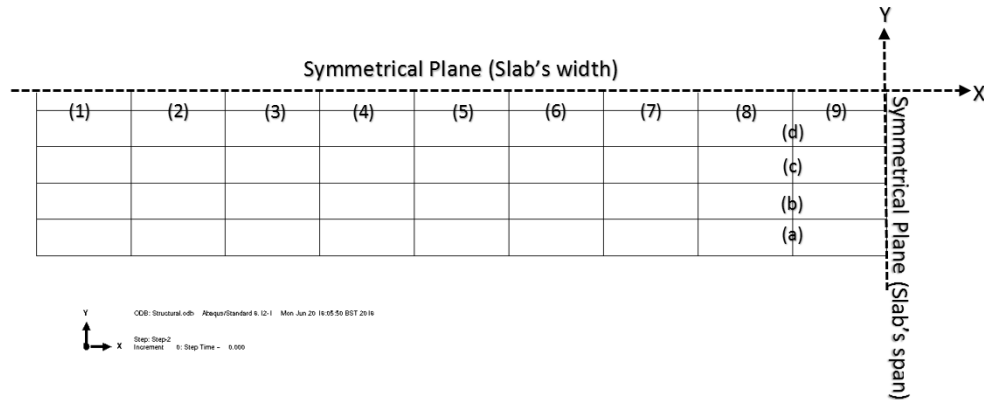 Y
Symmetrical Plane (Slab's width)
X
(1) (2) (3) (4) (5) (6) (7) (8) (9)
(d)
(c)
(b)
(a)
Symmetrical Plane (Slab's span)
Y
X
ODB: Structural.odb Abaqus/Standard 6.12-1 Mon Jun 20 16:05:50 BST 2016
Step: Step-2
Increment 0: Step Time = 0.000